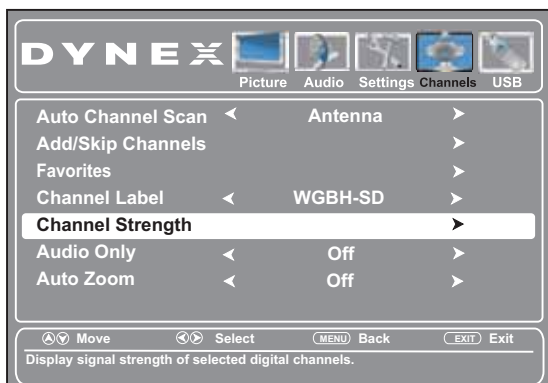 DYNEX
Picture Audio Settings Channels USB
Auto Channel Scan Antenna
Add/Skip Channels
Favorites
Channel Label WGBH-SD
Channel Strength
Audio Only Off
Auto Zoom Off
Move Select MENU Back EXIT Exit
Display signal strength of selected digital channels.